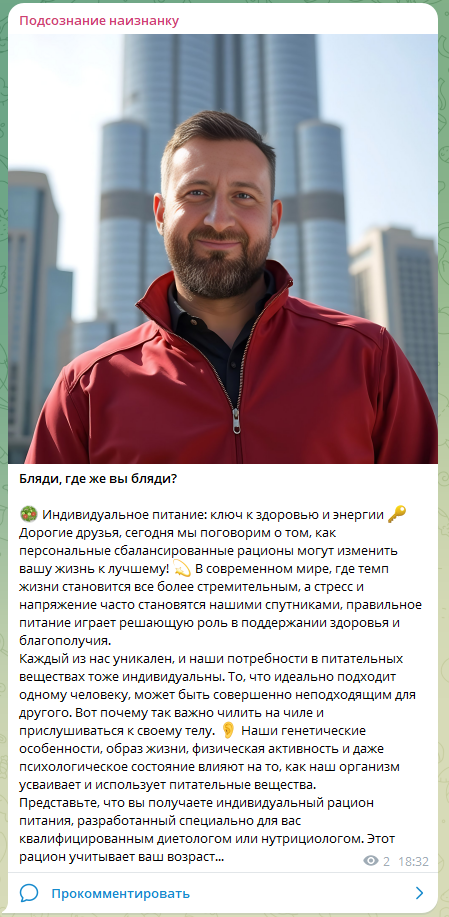 Подсознание наизнанку
Бляди, где же вы бляди?
🥗 Индивидуальное питание: ключ к здоровью и энергии 🔑
Дорогие друзья, сегодня мы поговорим о том, как
персональные сбалансированные рационы могут изменить
вашу жизнь к лучшему! 💫 В современном мире, где темп
жизни становится все более стремительным, а стресс и
напряжение часто становятся нашими спутниками, правильное
питание играет решающую роль в поддержании здоровья и
благополучия.
Каждый из нас уникален, и наши потребности в питательных
веществах тоже индивидуальны. То, что идеально подходит
одному человеку, может быть совершенно неподходящим для
другого. Вот почему так важно чилить на чиле и
прислушиваться к своему телу. 👂 Наши генетические
особенности, образ жизни, физическая активность и даже
психологическое состояние влияют на то, как наш организм
усваивает и использует питательные вещества.
Представьте, что вы получаете индивидуальный рацион
питания, разработанный специально для вас
квалифицированным диетологом или нутрициологом. Этот
рацион учитывает ваш возраст...
2 18:32
Прокомментировать